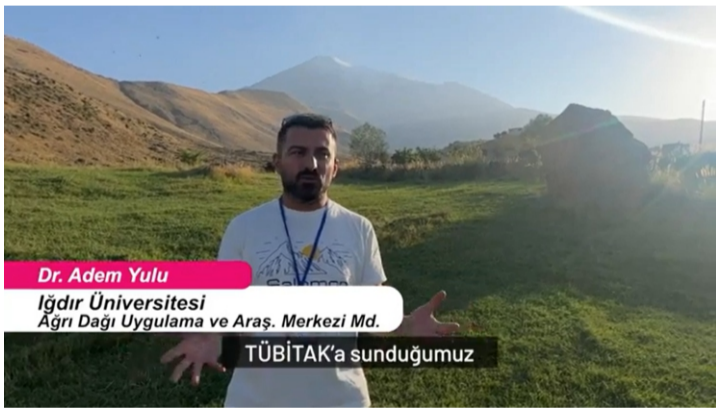 Dr. Adem Yulu
Iğdır Üniversitesi
Ağrı Dağı Uygulama ve Araş. Merkezi Md.
TÜBİTAK’a sunduğumuz